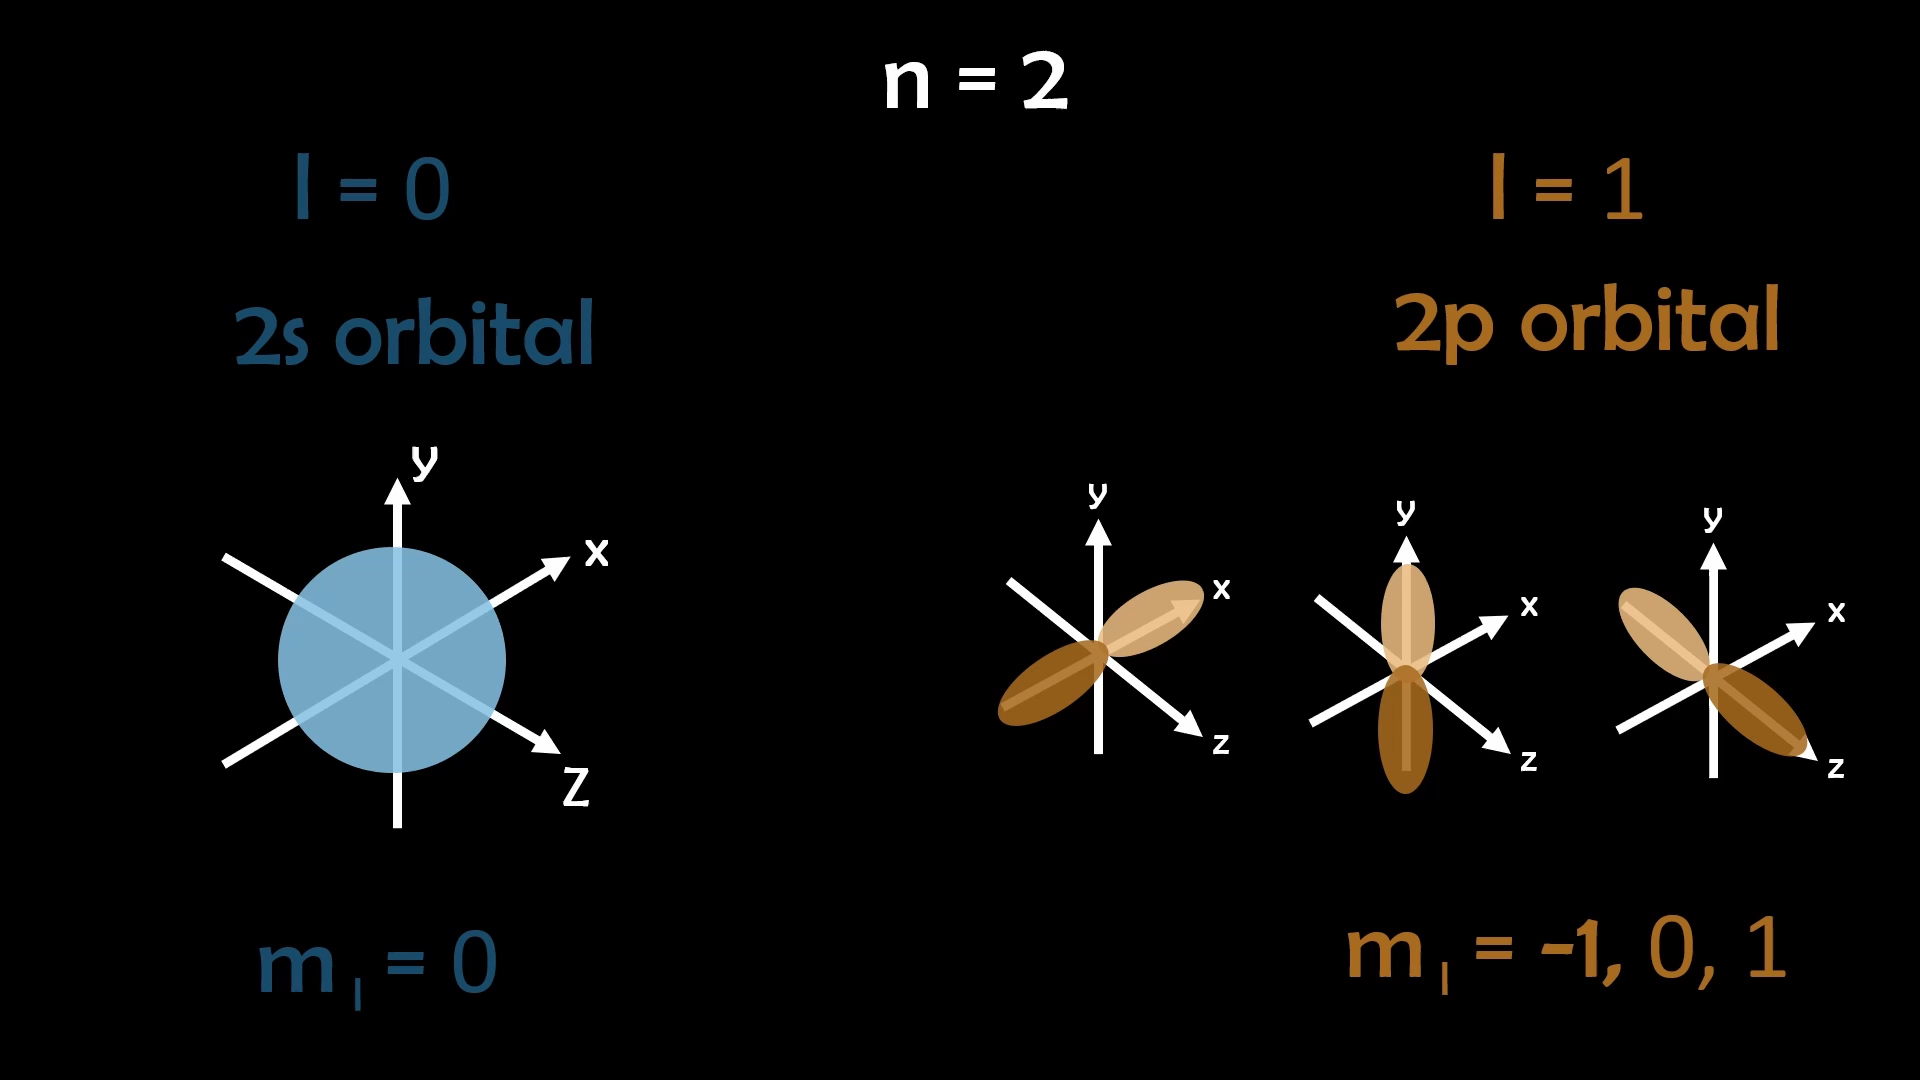 n = 2
l = 0
l = 1
2s orbital
2p orbital
y
x
Z
y
x
z
y
x
z
y
x
z
m l = 0
m l = -1, 0, 1